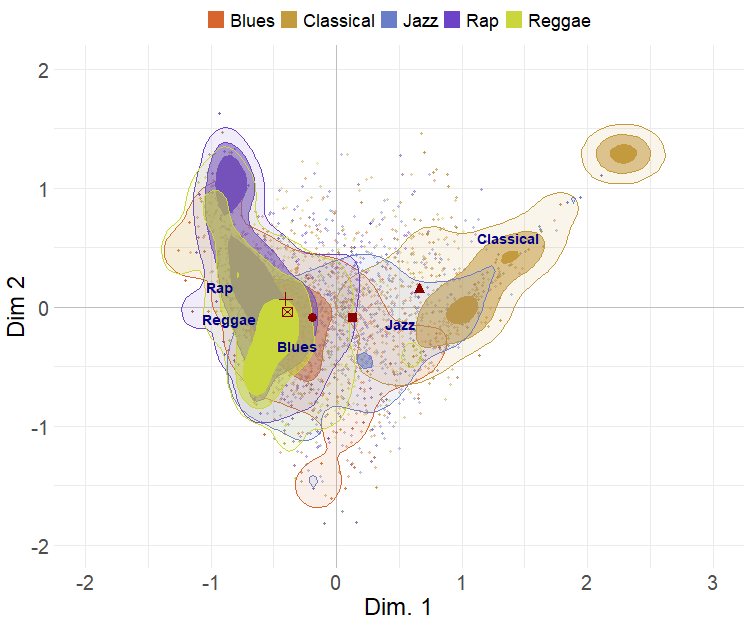 Blues Classical Jazz Rap Reggae
2
1
0
-1
-2
Dim 2
Classical
Rap
Reggae
Jazz
Blues
-2 -1 0 1 2 3
Dim. 1